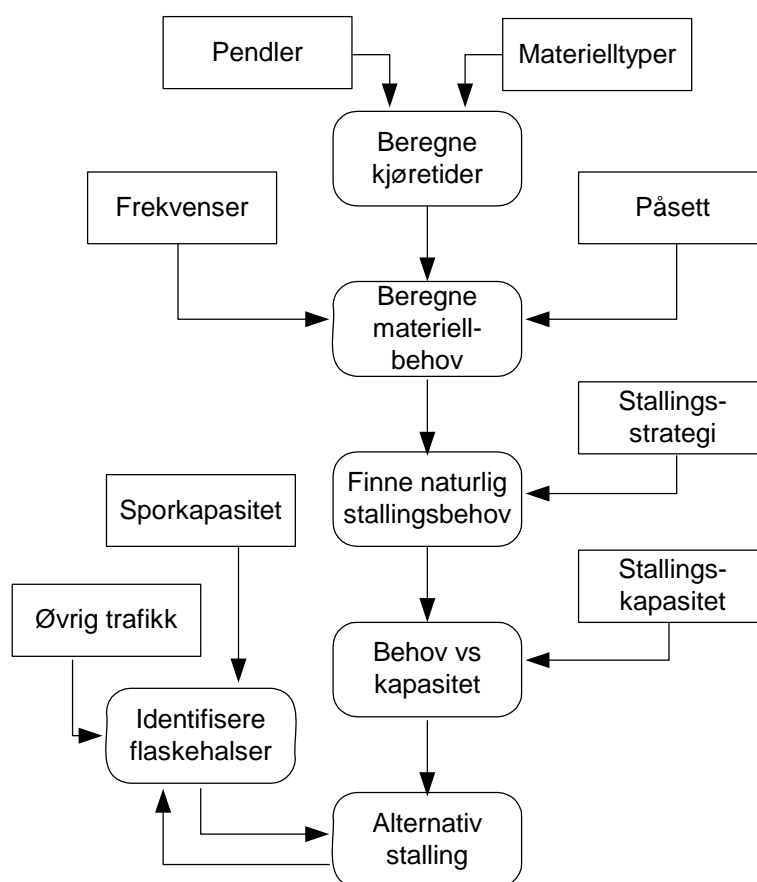 Pendler
Materielltyper
Beregne
kjøretider
Frekvenser
Påsett
Beregne
materiell-
behov
Stallings-
strategi
Finne naturlig
stallingsbehov
Sporkapasitet
Stallings-
kapasitet
Øvrig trafikk
Behov vs
kapasitet
Identifisere
flaskehalser
Alternativ
stalling